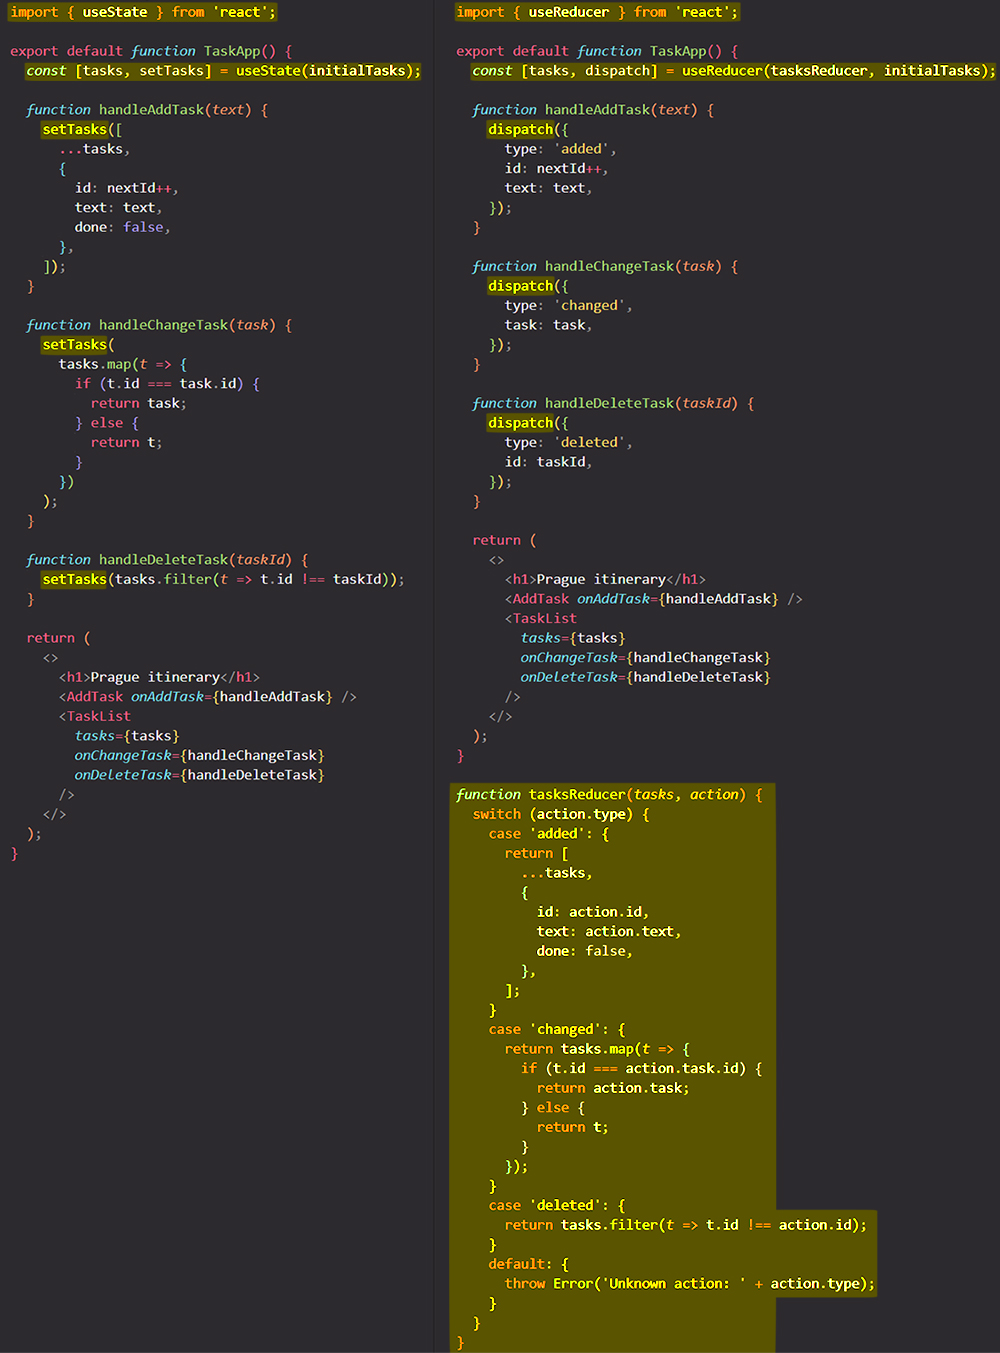 import { useState } from 'react';
export default function TaskApp() {
const [tasks, setTasks] = useState(initialTasks);
function handleAddTask(text) {
setTasks([
...tasks,
{
id: nextId++,
text: text,
done: false,
},
]);
}
function handleChangeTask(task) {
setTasks(
tasks.map(t => {
if (t.id === task.id) {
return task;
} else {
return t;
}
})
);
}
function handleDeleteTask(taskId) {
setTasks(tasks.filter(t => t.id !== taskId));
}
return (
<>
<h1>Prague itinerary</h1>
<AddTask onAddTask={handleAddTask} />
<TaskList
tasks={tasks}
onChangeTask={handleChangeTask}
onDeleteTask={handleDeleteTask}
/>
</>
);
}
import { useReducer } from 'react';
export default function TaskApp() {
const [tasks, dispatch] = useReducer(tasksReducer, initialTasks);
function handleAddTask(text) {
dispatch({
type: 'added',
id: nextId++,
text: text,
});
}
function handleChangeTask(task) {
dispatch({
type: 'changed',
task: task,
});
}
function handleDeleteTask(taskId) {
dispatch({
type: 'deleted',
id: taskId,
});
}
return (
<>
<h1>Prague itinerary</h1>
<AddTask onAddTask={handleAddTask} />
<TaskList
tasks={tasks}
onChangeTask={handleChangeTask}
onDeleteTask={handleDeleteTask}
/>
</>
);
}
function tasksReducer(tasks, action) {
switch (action.type) {
case 'added': {
return [
...tasks,
{
id: action.id,
text: action.text,
done: false,
},
];
}
case 'changed': {
return tasks.map(t => {
if (t.id === action.task.id) {
return action.task;
} else {
return t;
}
});
}
case 'deleted': {
return tasks.filter(t => t.id !== action.id);
}
default: {
throw Error('Unknown action: ' + action.type);
}
}
}